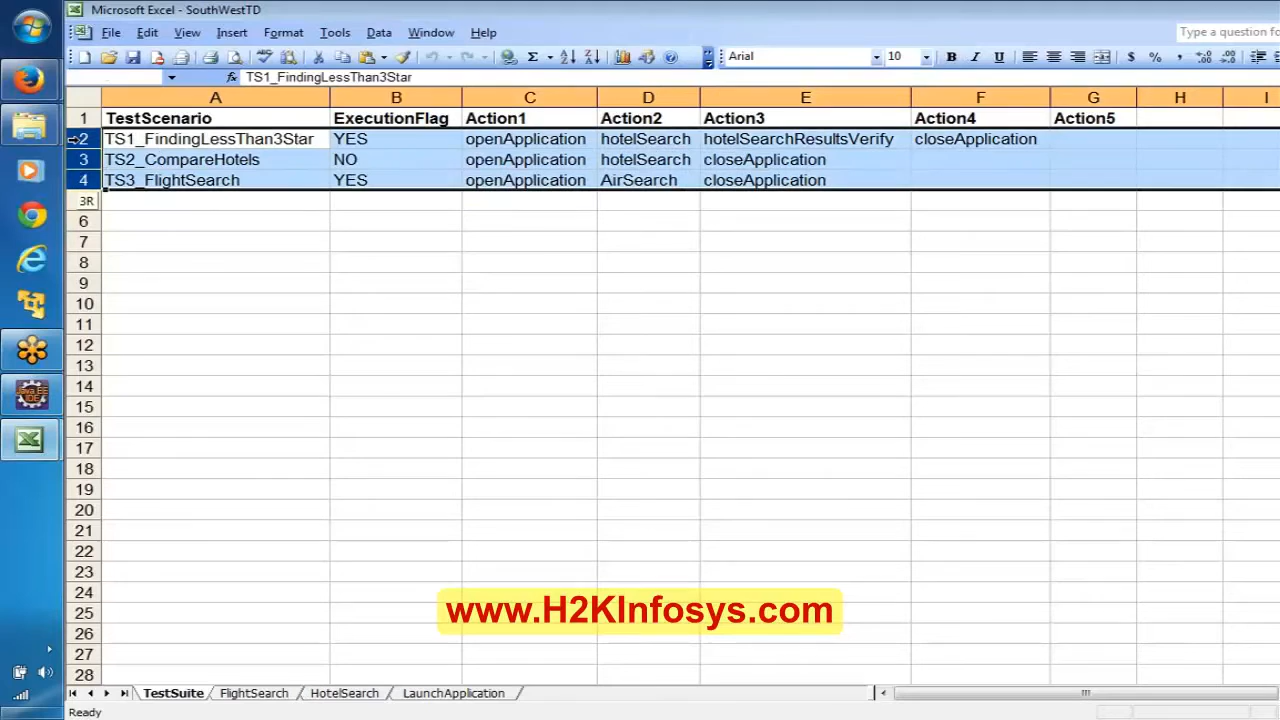 Microsoft Excel - SouthWestTD
File Edit View Insert Format Tools Data Window Help Type a question fo
Arial 10 B I U $ % ,
fx TS1_FindingLessThan3Star
A B C D E F G H I
1 TestScenario ExecutionFlag Action1 Action2 Action3 Action4 Action5
2 TS1_FindingLessThan3Star YES openApplication hotelSearch hotelSearchResultsVerify closeApplication
3 TS2_CompareHotels NO openApplication hotelSearch closeApplication
4 TS3_FlightSearch YES openApplication AirSearch closeApplication
3R
6
7
8
9
10
11
12
13
14
15
16
17
18
19
20
21
22
23
24
25
26
27
28
www.H2KInfosys.com
TestSuite FlightSearch HotelSearch LaunchApplication
Ready
Java EE
IDE